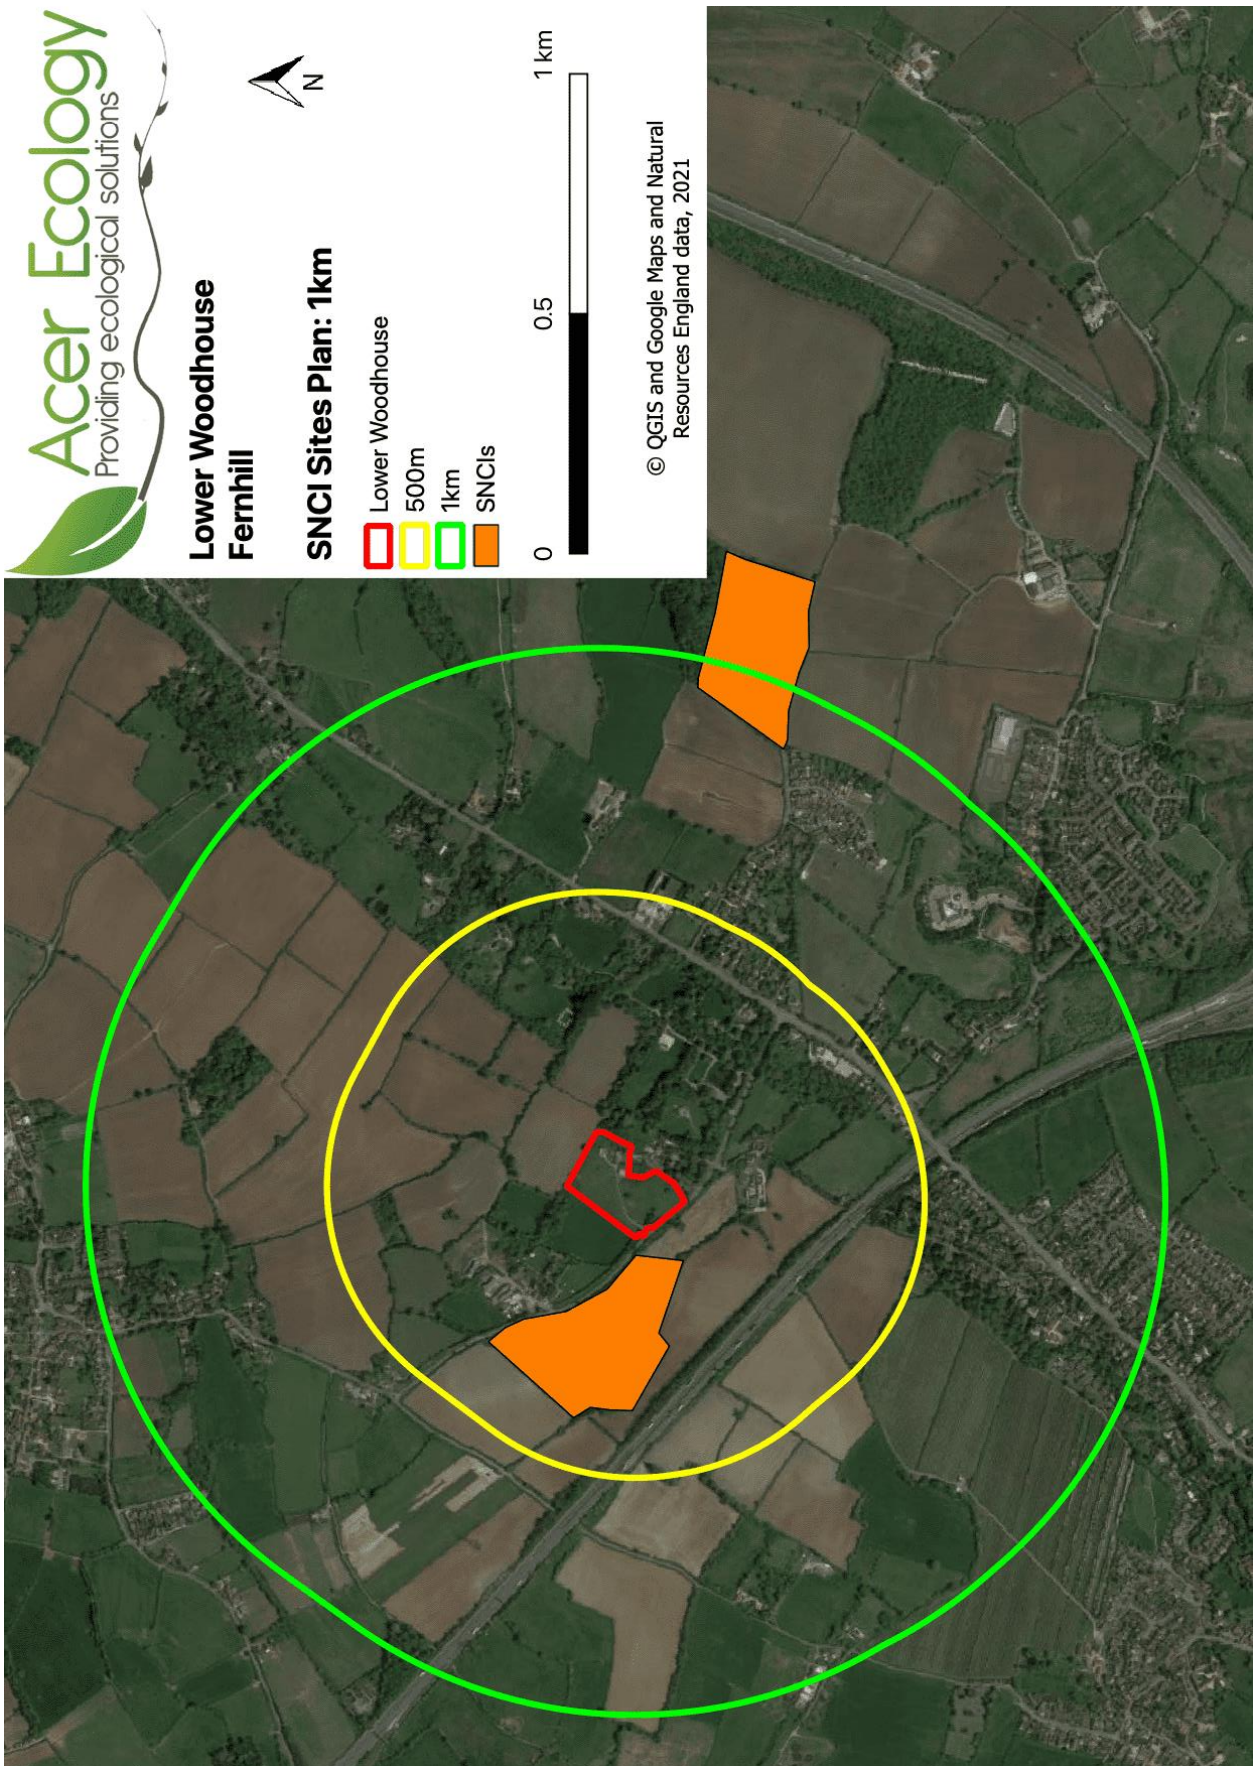 Acer Ecology
Providing ecological solutions
N
Lower Woodhouse
Fernhill
SNCI Sites Plan: 1km
Lower Woodhouse
500m
1km
SNCIs
0
0.5
1 km
© QGIS and Google Maps and Natural
Resources England data, 2021